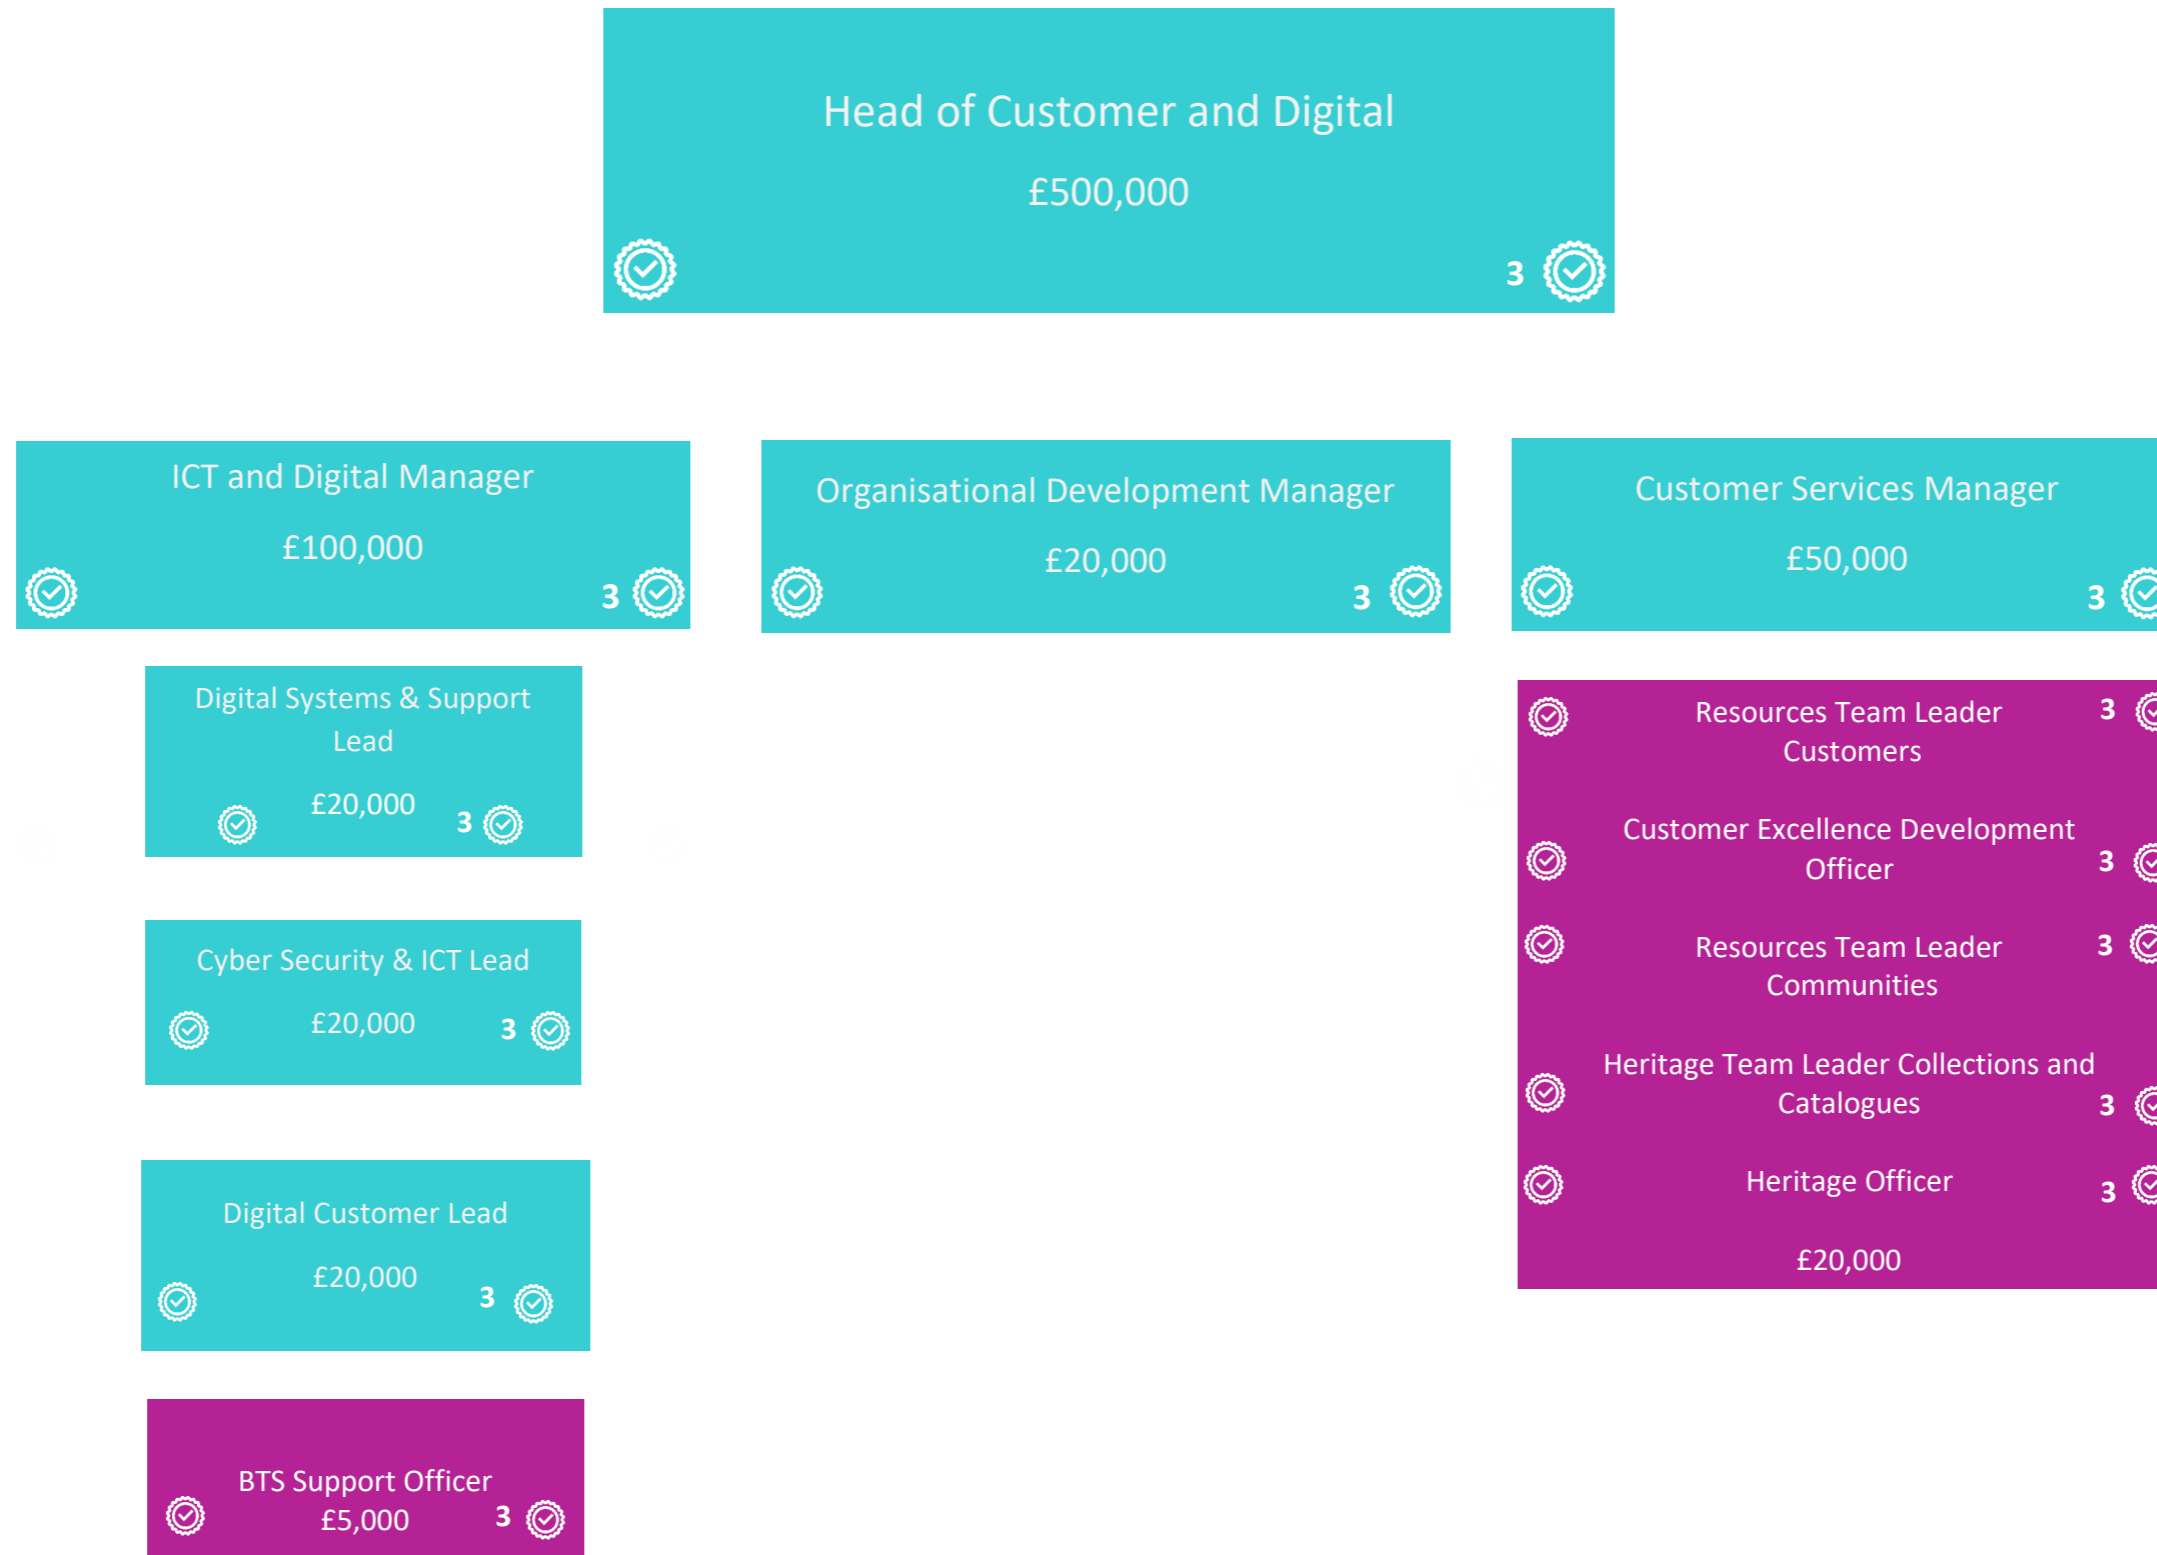 Head of Customer and Digital
£500,000
3
ICT and Digital Manager
£100,000
3
Organisational Development Manager
£20,000
3
Customer Services Manager
£50,000
3
Digital Systems & Support
Lead
£20,000
3
Cyber Security & ICT Lead
£20,000
3
Digital Customer Lead
£20,000
3
BTS Support Officer
£5,000
3
Resources Team Leader
3
Customers
Customer Excellence Development
Officer
3
Resources Team Leader
3
Communities
Heritage Team Leader Collections and
Catalogues
3
Heritage Officer
3
£20,000